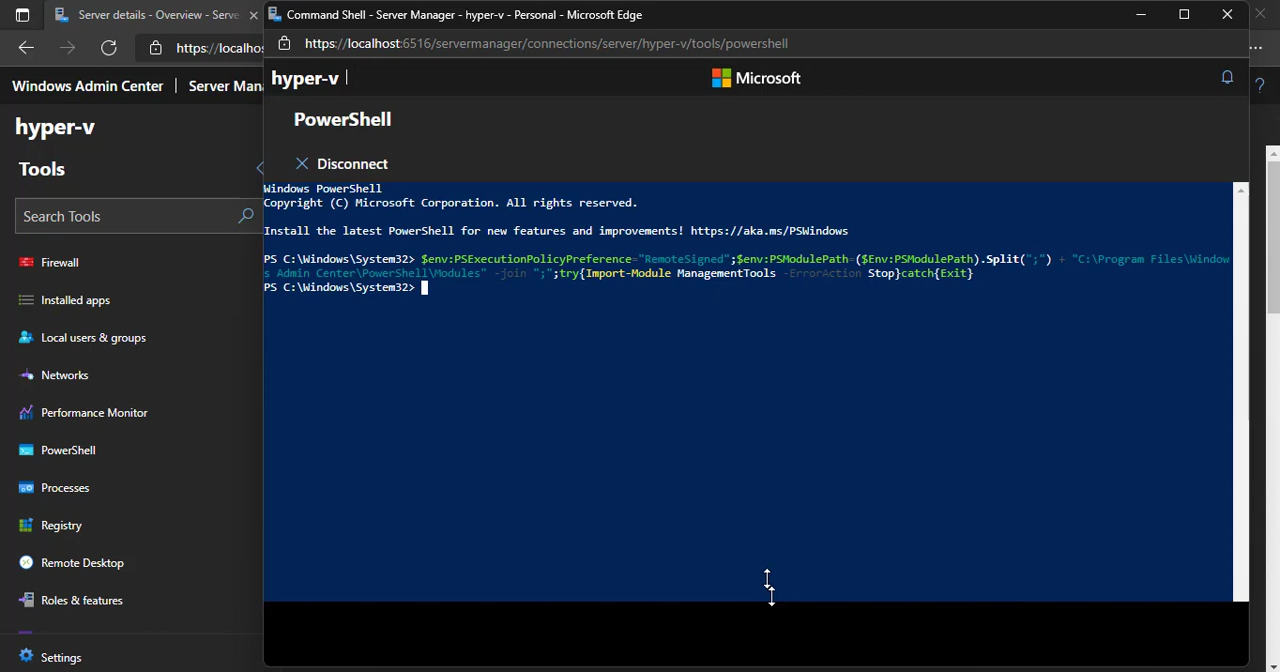 Server details - Overview - Serve
Command Shell - Server Manager - hyper-v - Personal - Microsoft Edge
https://localhos
https://localhost:6516/servermanager/connections/server/hyper-v/tools/powershell
Windows Admin Center | Server Man
hyper-v |
Microsoft
hyper-v
PowerShell
Tools
Disconnect
Search Tools
Firewall
Installed apps
Local users & groups
Networks
Performance Monitor
PowerShell
Processes
Registry
Remote Desktop
Roles & features
Settings
Windows PowerShell
Copyright (C) Microsoft Corporation. All rights reserved.
Install the latest PowerShell for new features and improvements! https://aka.ms/PSWindows
PS C:\Windows\System32> $env:PSExecutionPolicyPreference="RemoteSigned";$env:PSModulePath=($Env:PSModulePath).Split(";") + "C:\Program Files\Window
s Admin Center\PowerShell\Modules" -join ";";try{Import-Module ManagementTools -ErrorAction Stop}catch{Exit}
PS C:\Windows\System32>